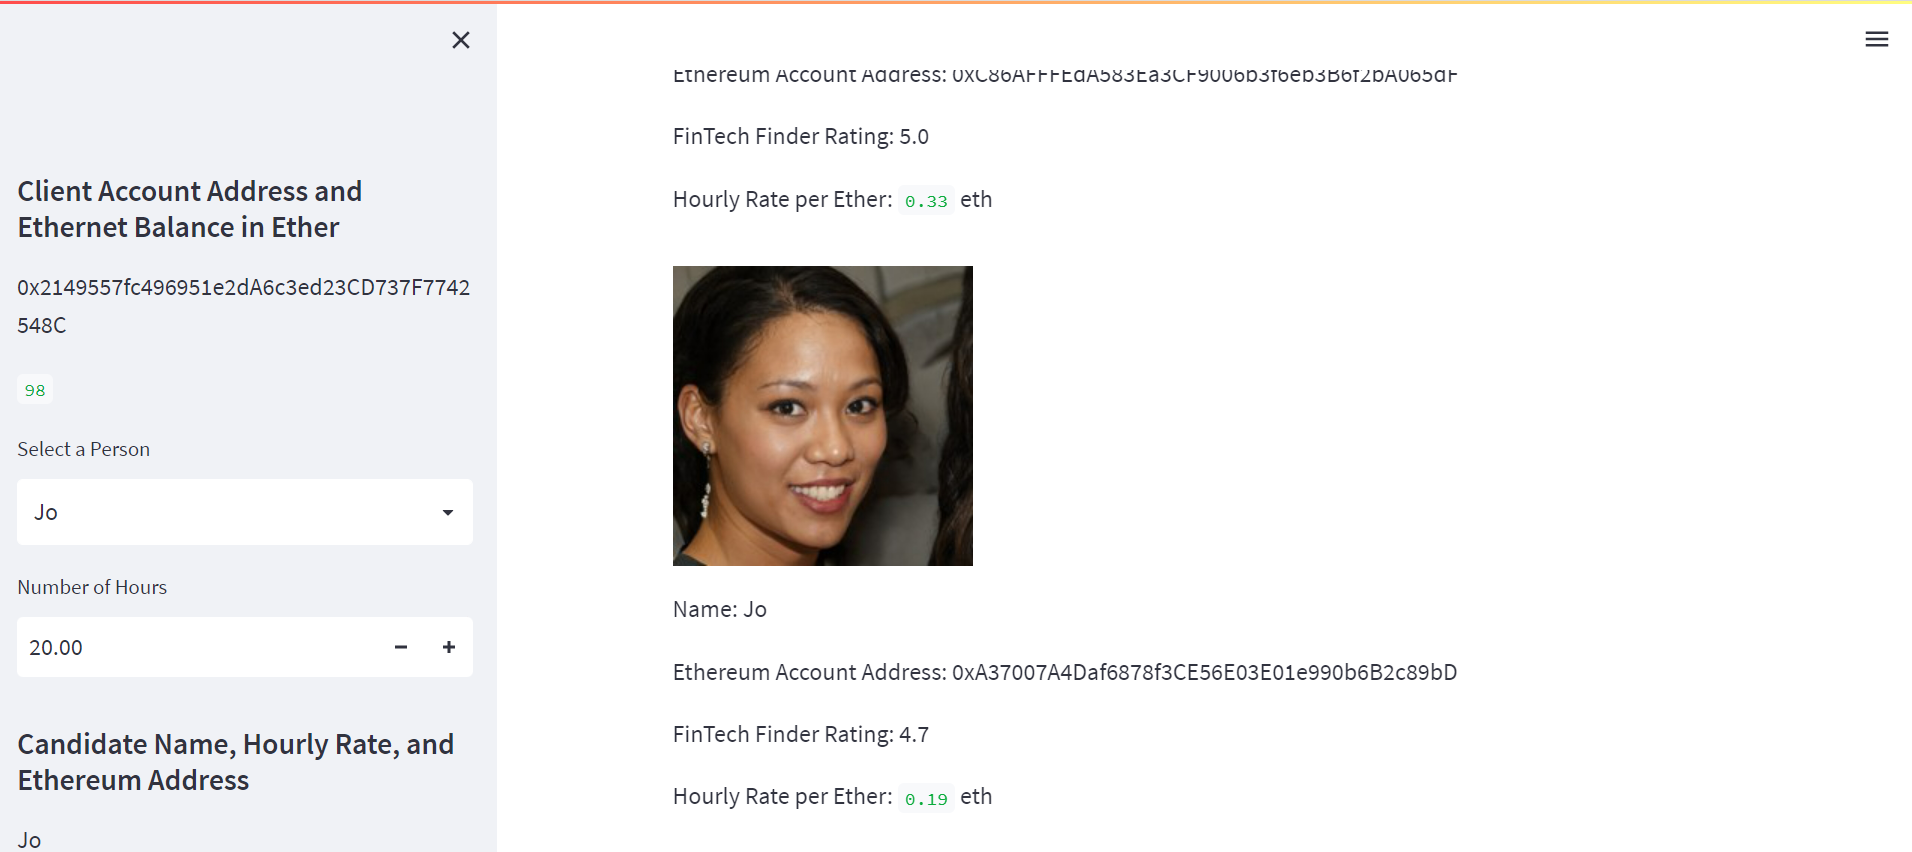 Client Account Address and
Ethernet Balance in Ether
0x2149557fc496951e2dA6c3ed23CD737F7742
548C
98
Select a Person
Jo
Number of Hours
20.00
Candidate Name, Hourly Rate, and
Ethereum Address
Jo
Ethereum Account Address: 0xC86AFFFEdA583Ea3CF9006b3f6eb3B6f2bA065dF
FinTech Finder Rating: 5.0
Hourly Rate per Ether: 0.33 eth
Name: Jo
Ethereum Account Address: 0xA37007A4Daf6878f3CE56E03E01e990b6B2c89bD
FinTech Finder Rating: 4.7
Hourly Rate per Ether: 0.19 eth